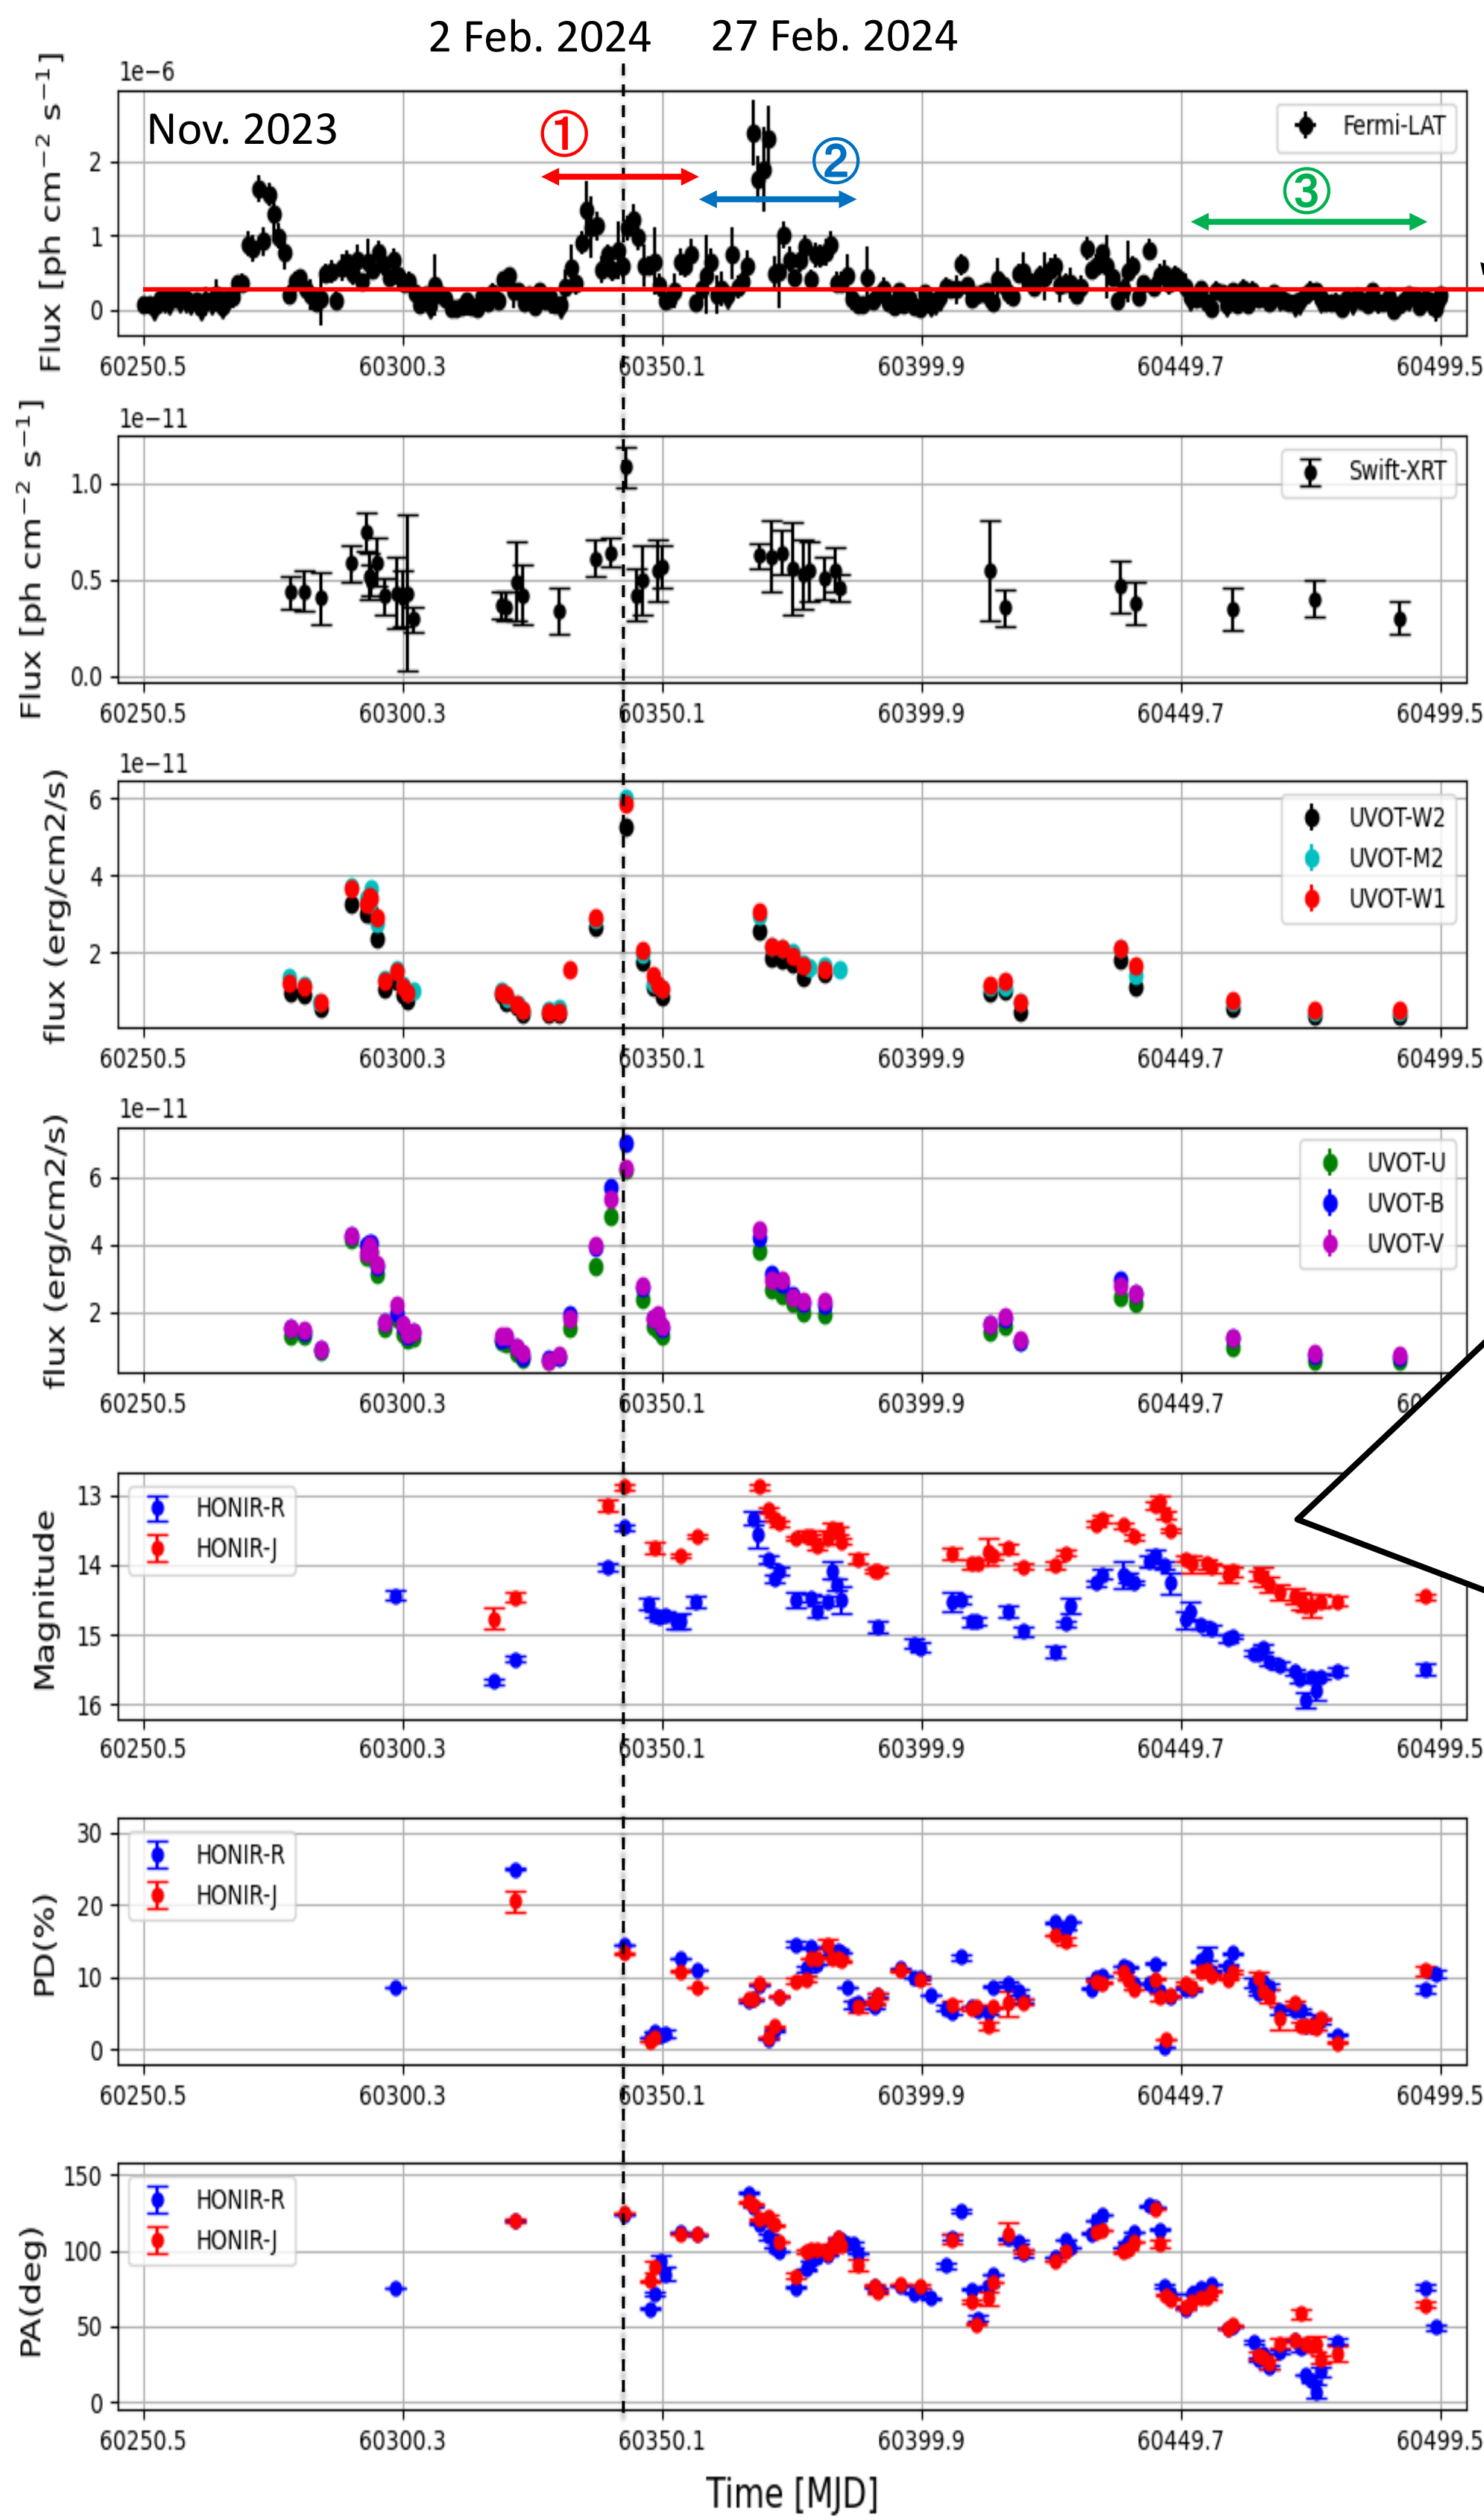 2 Feb. 2024 27 Feb. 2024
1e−6
Flux [ph cm−2 s−1]
Nov. 2023
①
②
③
Fermi-LAT
2
1
0
60250.5 60300.3 60350.1 60399.9 60449.7 60499.5
1e−11
Flux [ph cm−2 s−1]
Swift-XRT
1.0
0.5
0.0
60250.5 60300.3 60350.1 60399.9 60449.7 60499.5
1e−11
flux (erg/cm2/s)
UVOT-W2
UVOT-M2
UVOT-W1
6
4
2
60250.5 60300.3 60350.1 60399.9 60449.7 60499.5
1e−11
flux (erg/cm2/s)
UVOT-U
UVOT-B
UVOT-V
6
4
2
60250.5 60300.3 60350.1 60399.9 60449.7 60
Magnitude
HONIR-R
HONIR-J
13
14
15
16
60250.5 60300.3 60350.1 60399.9 60449.7 60499.5
PD(%)
HONIR-R
HONIR-J
30
20
10
0
60250.5 60300.3 60350.1 60399.9 60449.7 60499.5
PA(deg)
HONIR-R
HONIR-J
150
100
50
0
60250.5 60300.3 60350.1 60399.9 60449.7 60499.5
Time [MJD]